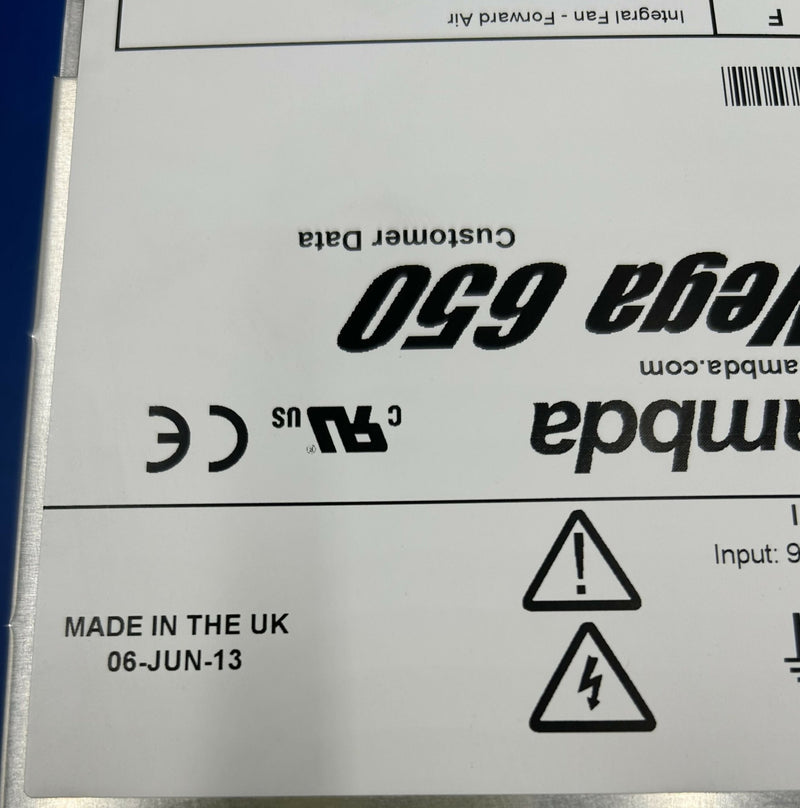 Integral Fan - Forward Air
F
Customer Data
Vega 650
ambda.com
ambda
c RU® US
CE
Input: 9
MADE IN THE UK
06-JUN-13